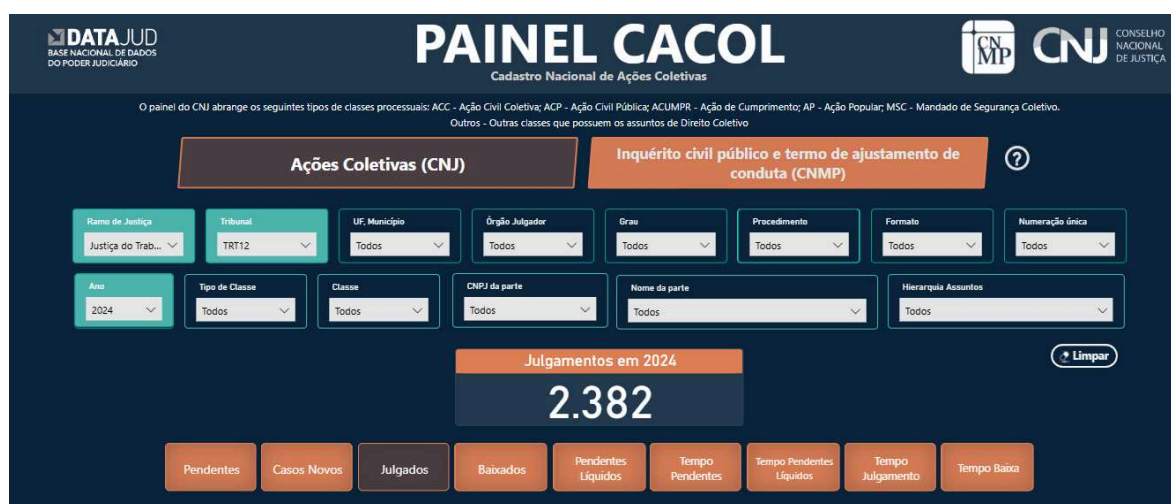 DATAJUD
BASE NACIONAL DE DADOS
DO PODER JUDICIÁRIO
PAINEL CACOL
Cadastro Nacional de Ações Coletivas
CN
MP
CNJ
CONSELHO
NACIONAL
DE JUSTIÇA
O painel do CNJ abrange os seguintes tipos de classes processuais: ACC - Ação Civil Coletiva; ACP - Ação Civil Pública; ACUMPR - Ação de Cumprimento; AP - Ação Popular; MSC - Mandado de Segurança Coletivo.
Outros - Outras classes que possuem os assuntos de Direito Coletivo
Ações Coletivas (CNJ)
Inquérito civil público e termo de ajustamento de
conduta (CNMP)
?
Ramo de Justiça
Tribunal
UF, Município
Órgão Julgador
Grau
Procedimento
Formato
Numeração única
Justiça do Trab...
TRT12
Todos
Todos
Todos
Todos
Todos
Todos
Ano
Tipo de Classe
Classe
CNPJ da parte
Nome da parte
Hierarquia Assuntos
2024
Todos
Todos
Todos
Todos
Todos
Julgamentos em 2024
2.382
Limpar
Pendentes
Casos Novos
Julgados
Baixados
Pendentes
Líquidos
Tempo
Pendentes
Tempo Pendentes
Líquidos
Tempo
Julgamento
Tempo Baixa